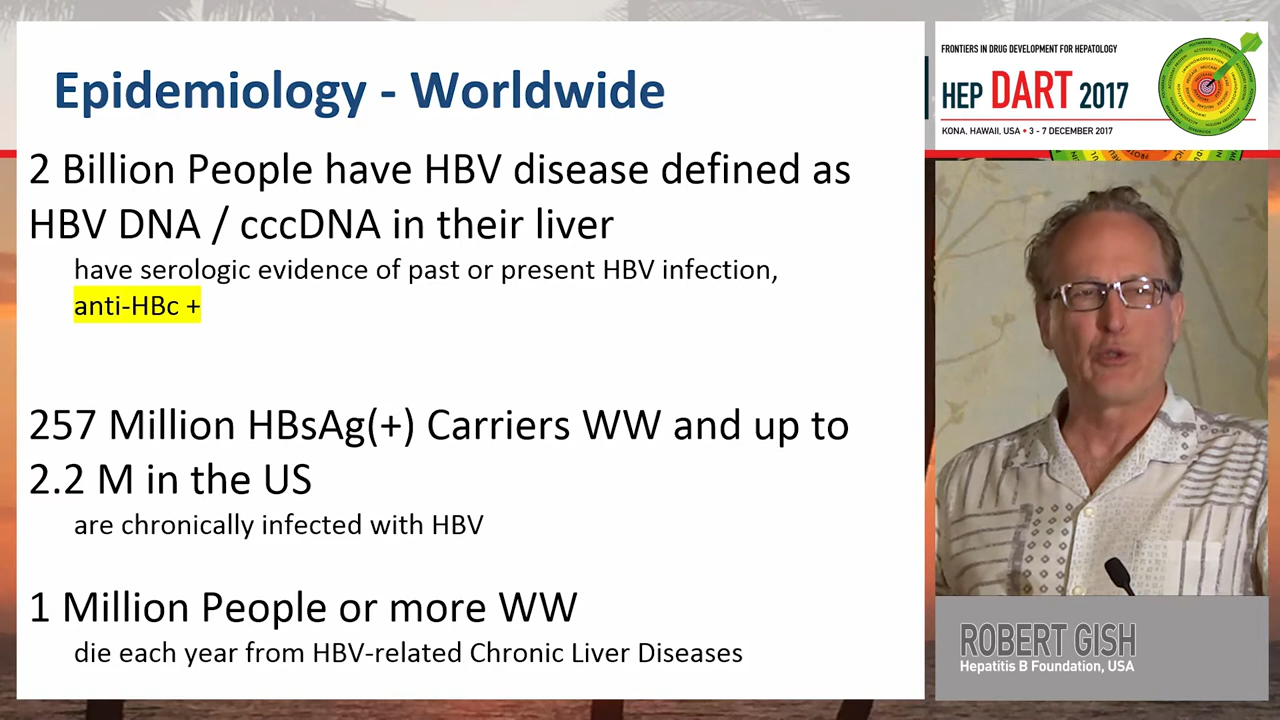 Epidemiology - Worldwide
2 Billion People have HBV disease defined as
HBV DNA / cccDNA in their liver
have serologic evidence of past or present HBV infection,
anti-HBc +
257 Million HBsAg(+) Carriers WW and up to
2.2 M in the US
are chronically infected with HBV
1 Million People or more WW
die each year from HBV-related Chronic Liver Diseases
FRONTIERS IN DRUG DEVELOPMENT FOR HEPATOLOGY
HEP DART 2017
KONA, HAWAII, USA • 3 - 7 DECEMBER 2017
ROBERT GISH
Hepatitis B Foundation, USA